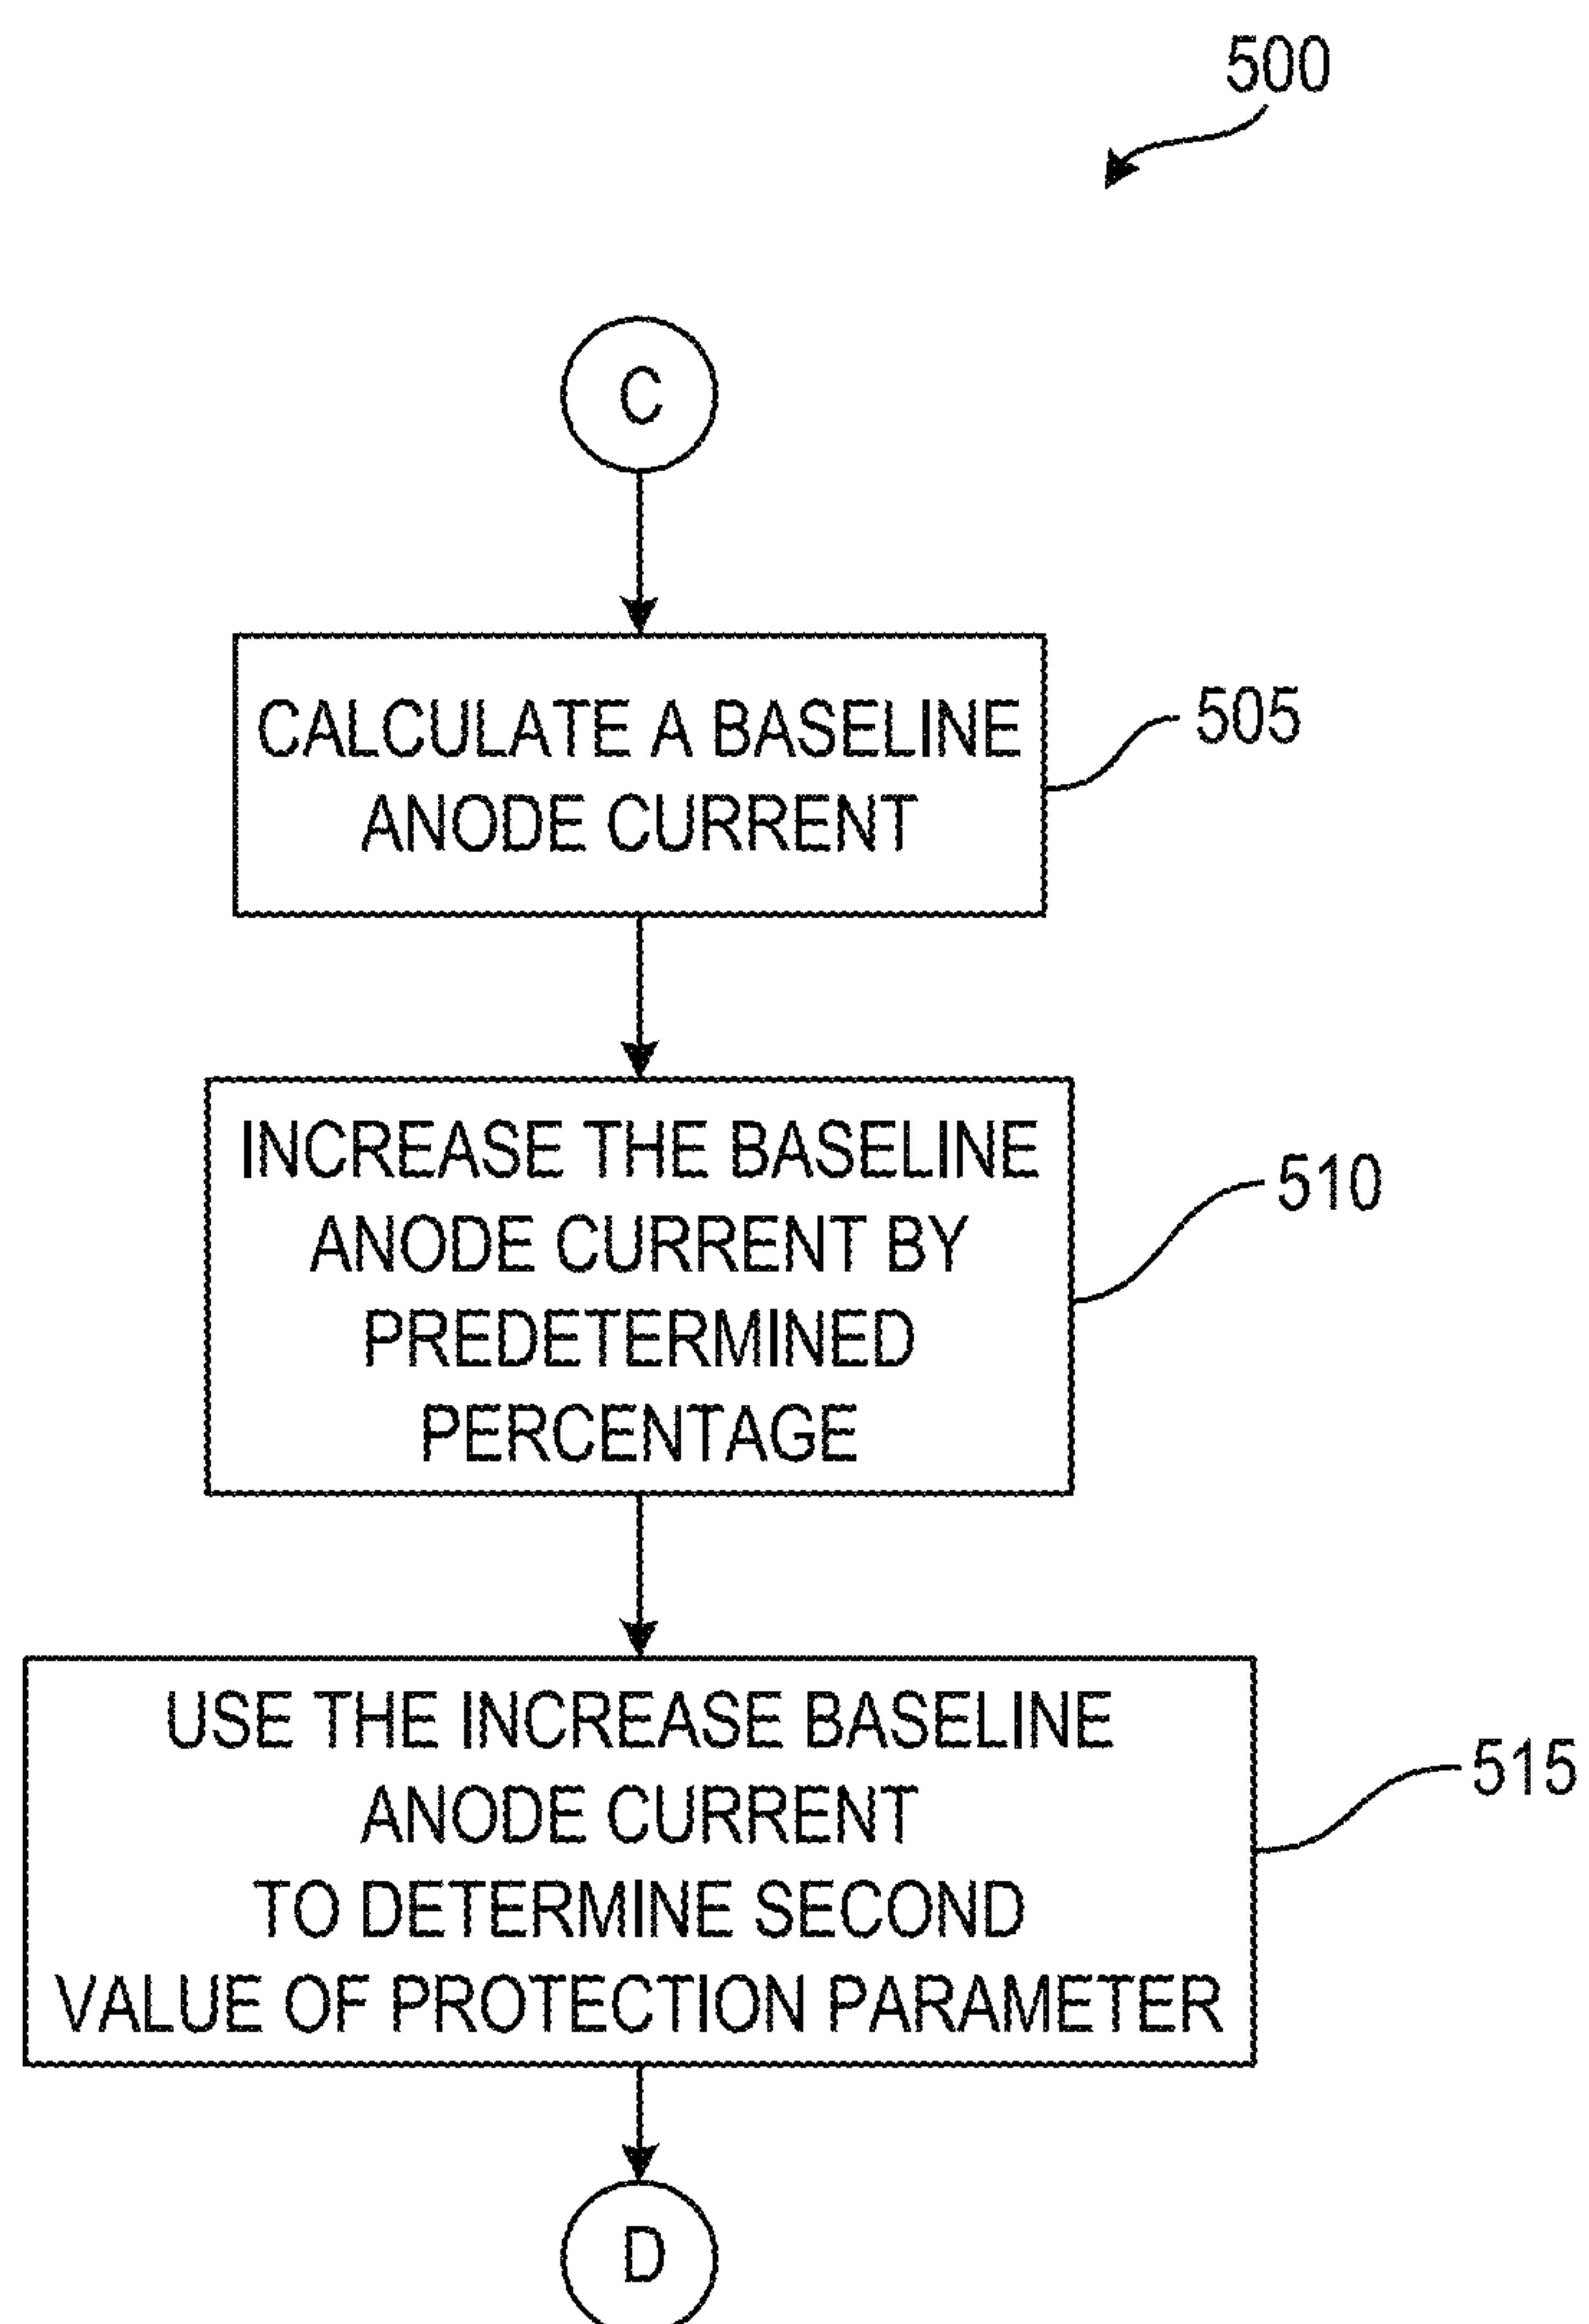 500
C
CALCULATE A BASELINE
ANODE CURRENT
505
INCREASE THE BASELINE
ANODE CURRENT BY
PREDETERMINED
PERCENTAGE
510
USE THE INCREASE BASELINE
ANODE CURRENT
TO DETERMINE SECOND
VALUE OF PROTECTION PARAMETER
515
D